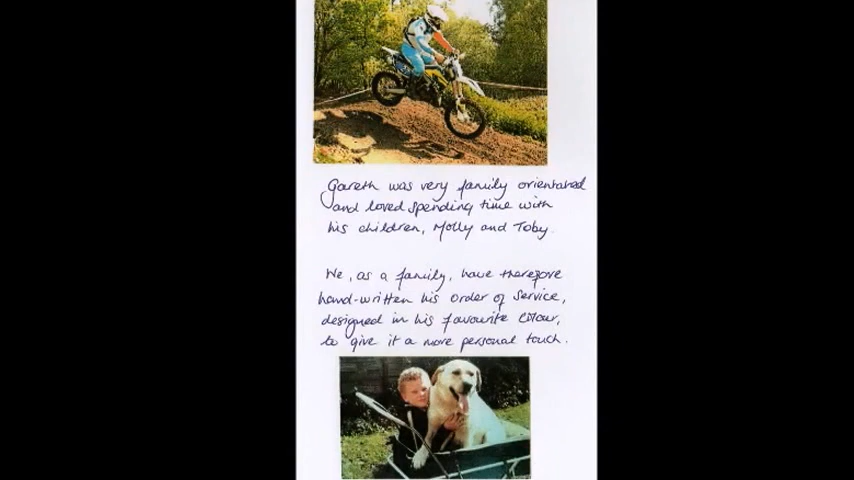 Gareth was very family orientated
and loved spending time with
his children, Molly and Toby.
We, as a family, have therefore
hand-written his order of service,
designed in his favourite colour,
to give it a more personal touch.